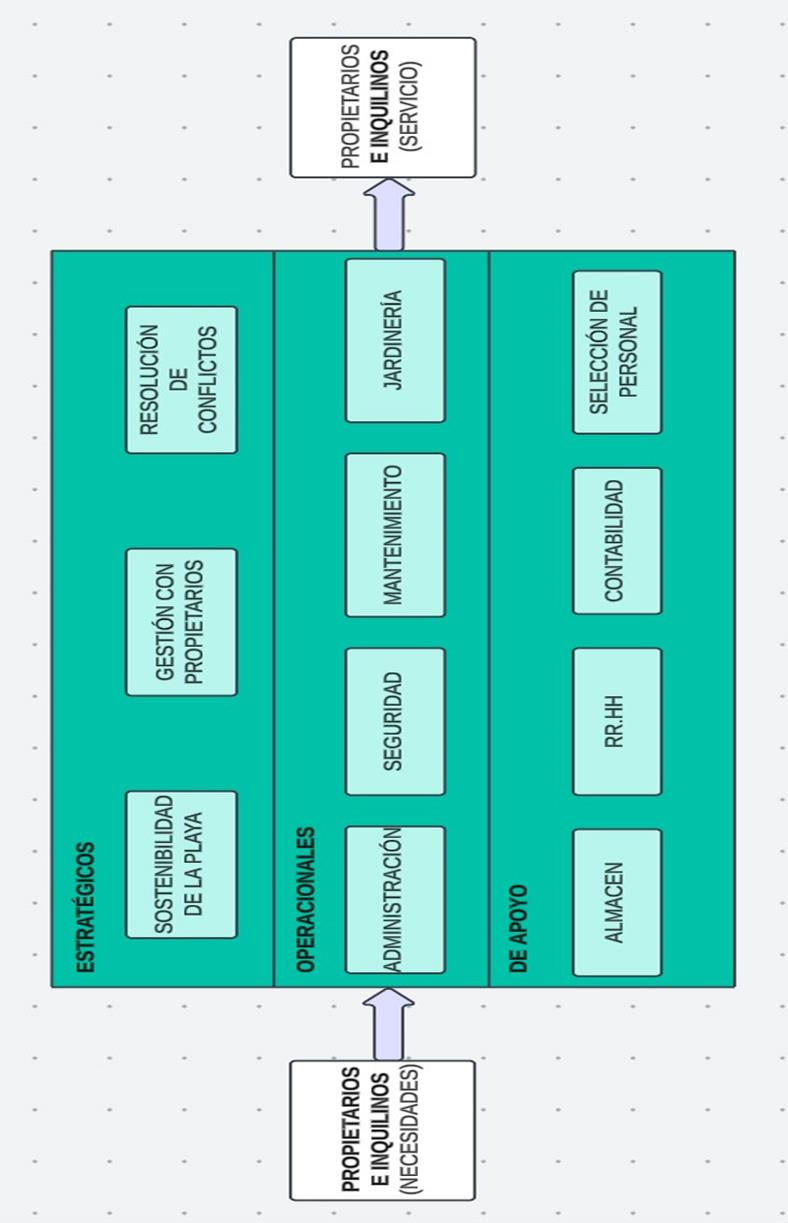 PROPIETARIOS
E INQUILINOS
(NECESIDADES)
ESTRATÉGICOS
SOSTENIBILIDAD
DE LA PLAYA
GESTIÓN CON
PROPIETARIOS
RESOLUCIÓN
DE
CONFLICTOS
OPERACIONALES
ADMINISTRACIÓN
SEGURIDAD
MANTENIMIENTO
JARDINERÍA
DE APOYO
ALMACEN
RR.HH
CONTABILIDAD
SELECCIÓN DE
PERSONAL
PROPIETARIOS
E INQUILINOS
(SERVICIO)